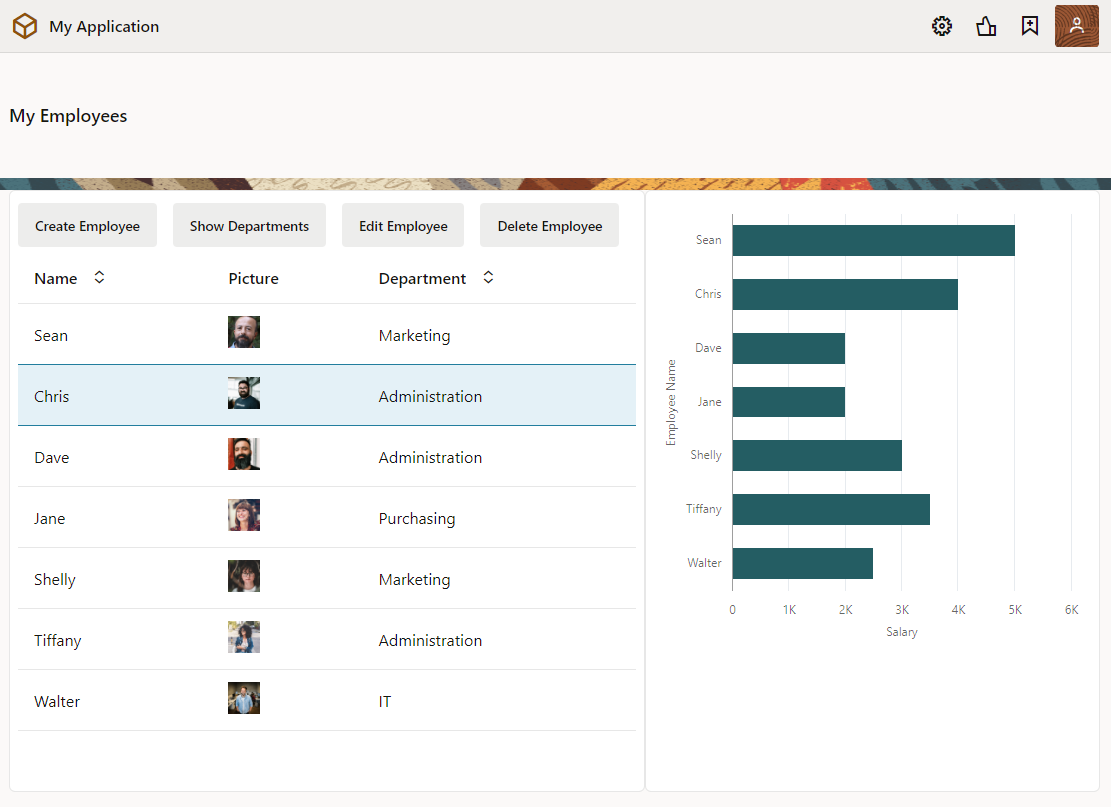 My Application
My Employees
Create Employee Show Departments Edit Employee Delete Employee
Name Picture Department
Sean Marketing
Chris Administration
Dave Administration
Jane Purchasing
Shelly Marketing
Tiffany Administration
Walter IT
Employee Name
Sean
Chris
Dave
Jane
Shelly
Tiffany
Walter
0 1K 2K 3K 4K 5K 6K
Salary